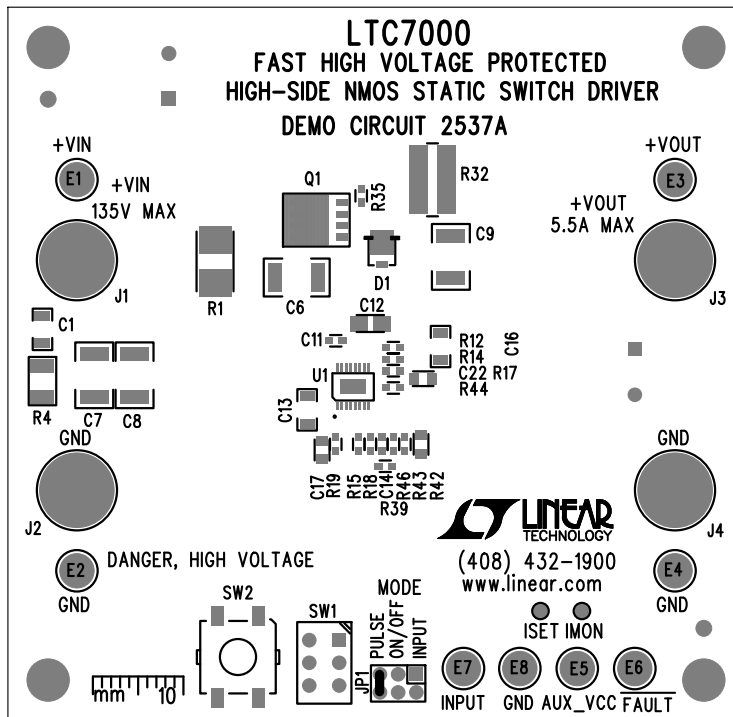 LTC7000
FAST HIGH VOLTAGE PROTECTED
HIGH-SIDE NMOS STATIC SWITCH DRIVER
DEMO CIRCUIT 2537A
+VIN
E1
+VIN
135V MAX
J1
Q1
R35
R32
+VOUT
E3
+VOUT
5.5A MAX
J3
R1
C6
D1
C9
C1
R4
C7
C8
C12
C11
U1
C13
R12
R14
C22
R44
R17
C16
C17
R19
R15
R18
C14
R39
R46
R43
R42
GND
J2
E2
GND
DANGER, HIGH VOLTAGE
GND
J4
E4
GND
LT LINEAR
TECHNOLOGY
(408) 432-1900
www.linear.com
SW2
SW1
MODE
PULSE
ON/OFF
INPUT
JP1
ISET IMON
E7
INPUT
E8
GND
E5
AUX_VCC
E6
FAULT
mm 10